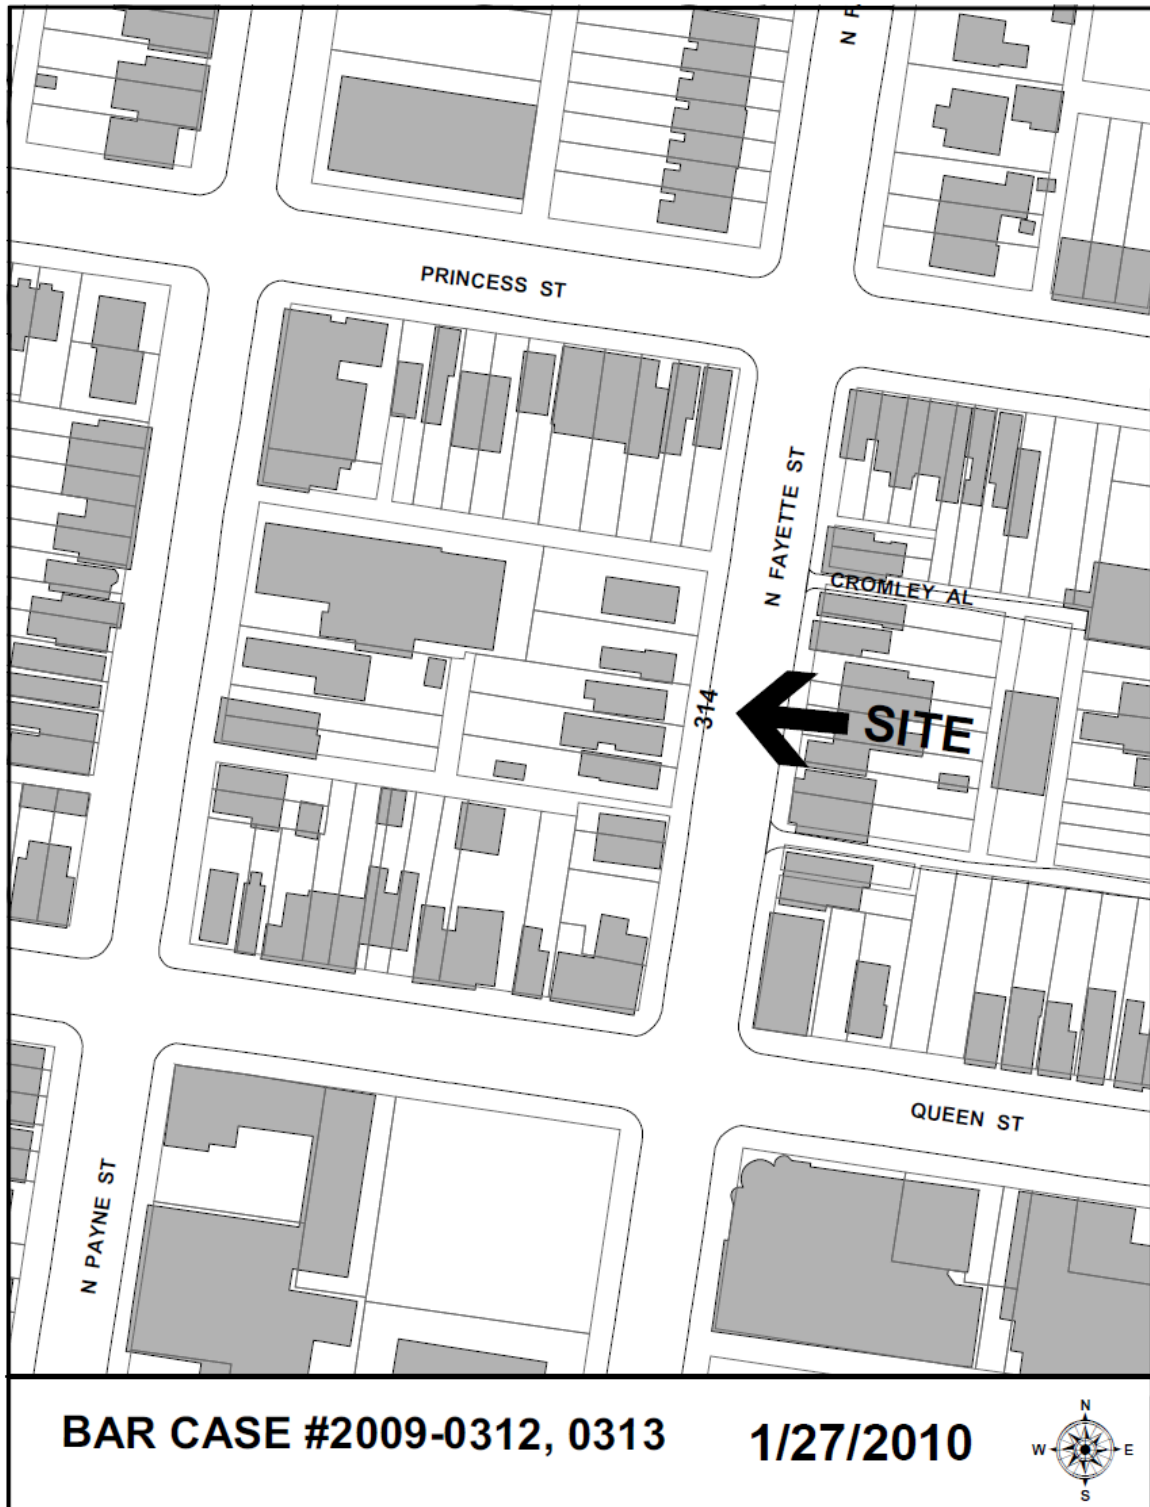 N F
PRINCESS ST
N FAYETTE ST
CROMLEY AL
314
SITE
QUEEN ST
N PAYNE ST
BAR CASE #2009-0312, 0313
1/27/2010
N
W E
S